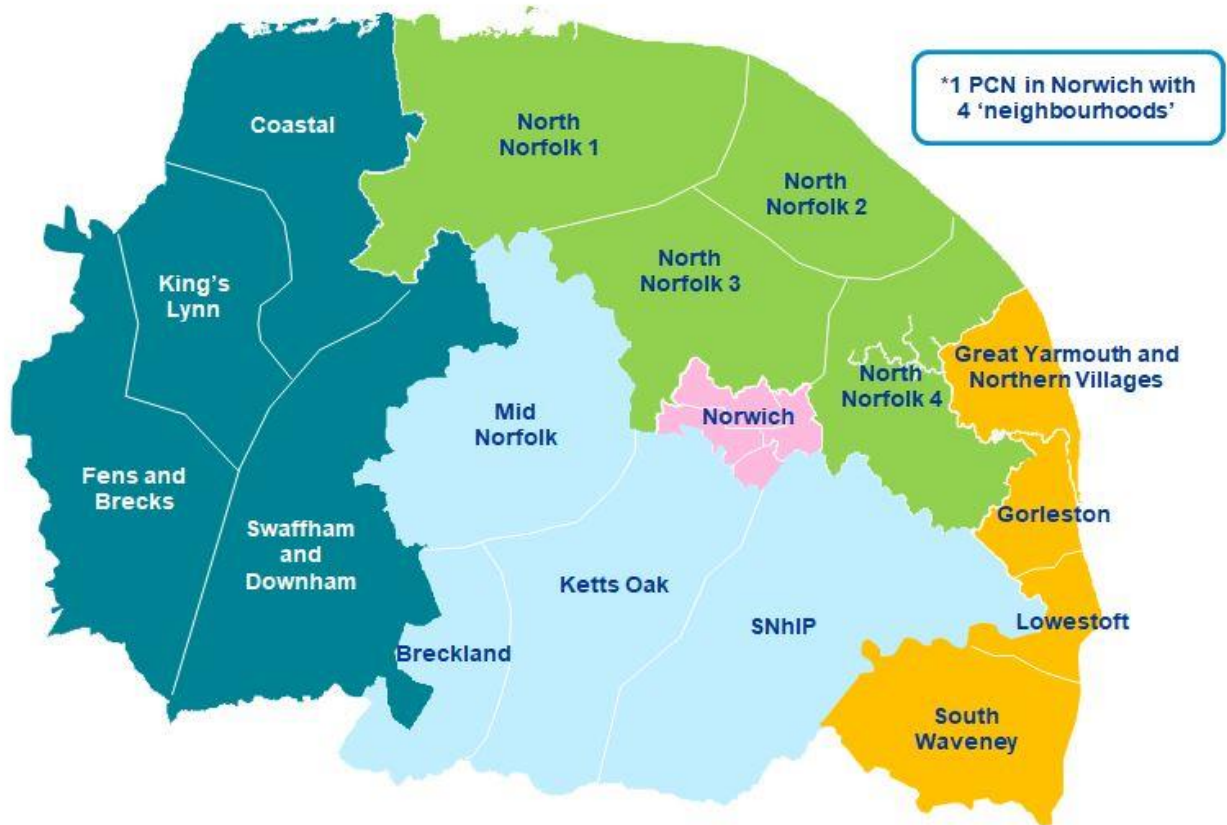 *1 PCN in Norwich with
4 ‘neighbourhoods’
Coastal
North
Norfolk 1
North
Norfolk 2
King’s
Lynn
North
Norfolk 3
Great Yarmouth and
Northern Villages
North
Norfolk 4
Mid
Norfolk
Norwich
Fens and
Brecks
Swaffham
and
Downham
Gorleston
Ketts Oak
SNhIP
Lowestoft
Breckland
South
Waveney